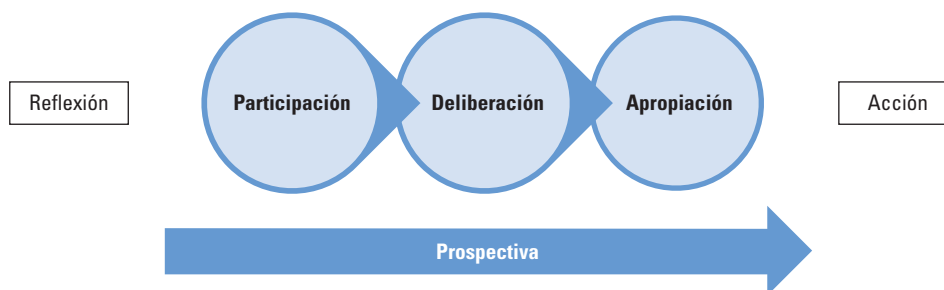 Reflexión
Participación
Deliberación
Apropiación
Acción
Prospectiva